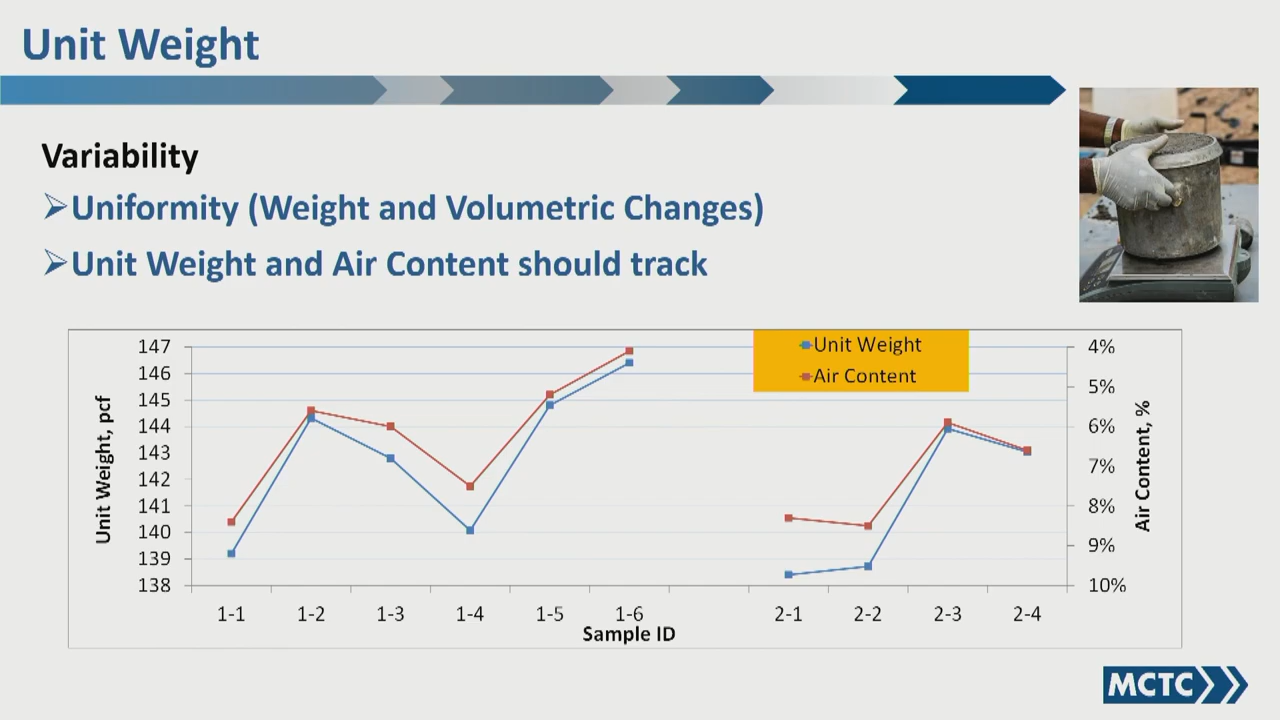 Unit Weight
Variability
➢Uniformity (Weight and Volumetric Changes)
➢Unit Weight and Air Content should track
Unit Weight
Air Content
Unit Weight, pcf
147
146
145
144
143
142
141
140
139
138
4%
5%
6%
7%
8%
9%
10%
Air Content, %
1-1 1-2 1-3 1-4 1-5 1-6 2-1 2-2 2-3 2-4
Sample ID
MCTC